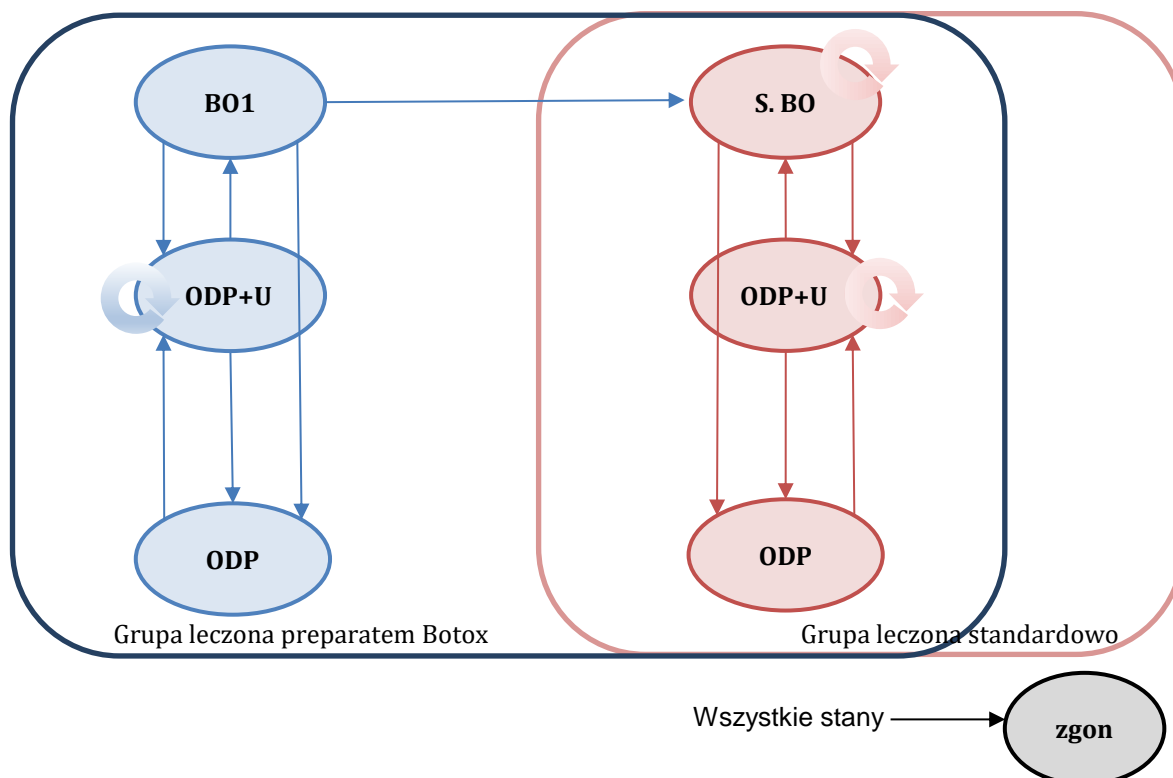 BO1
S. BO
ODP+U
ODP+U
ODP
ODP
Grupa leczona preparatem Botox
Grupa leczona standardowo
Wszystkie stany
zgon